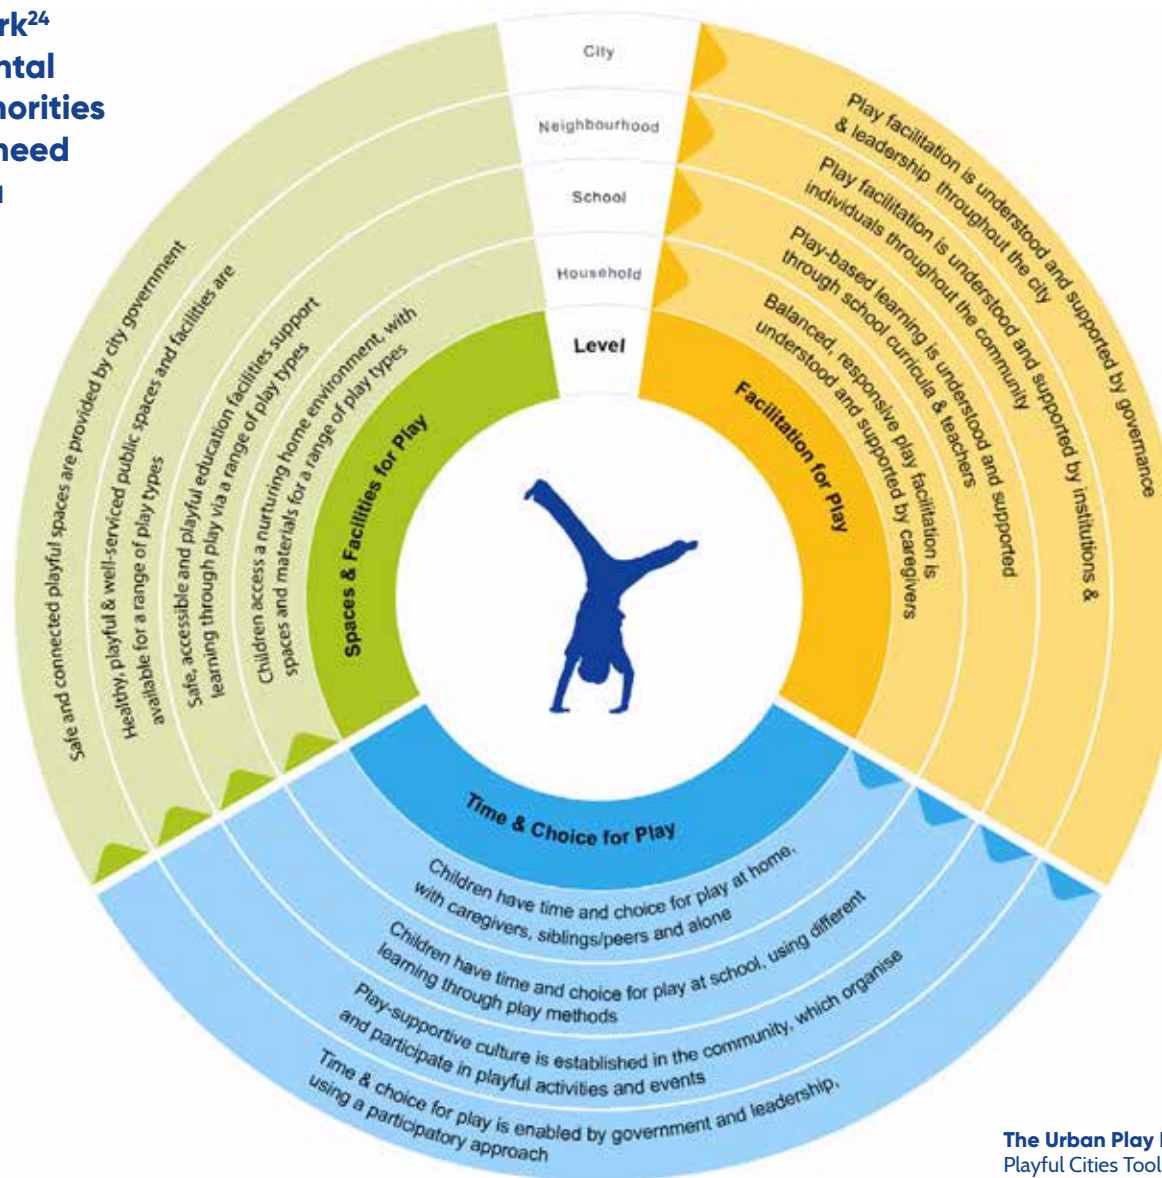 rk²⁴
ntal
norities
need
City
Neighbourhood
School
Household
Level
Spaces & Facilities for Play
Safe and connected playful spaces are provided by city government
Healthy, playful & well-serviced public spaces and facilities are
available for a range of play types
Safe, accessible and playful education facilities support
learning through play via a range of play types
Children access a nurturing home environment, with
spaces and materials for a range of play types
Facilitation for Play
Play facilitation is understood and supported by governance
& leadership throughout the city
Play facilitation is understood and supported by institutions &
individuals throughout the community
Play-based learning is understood and supported
through school curricula & teachers
Balanced, responsive play facilitation is
understood and supported by caregivers
Time & Choice for Play
Children have time and choice for play at home,
with caregivers, siblings/peers and alone
Children have time and choice for play at school, using different
learning through play methods
Play-supportive culture is established in the community, which organise
and participate in playful activities and events
Time & choice for play is enabled by government and leadership,
using a participatory approach
The Urban Play
Playful Cities Tool